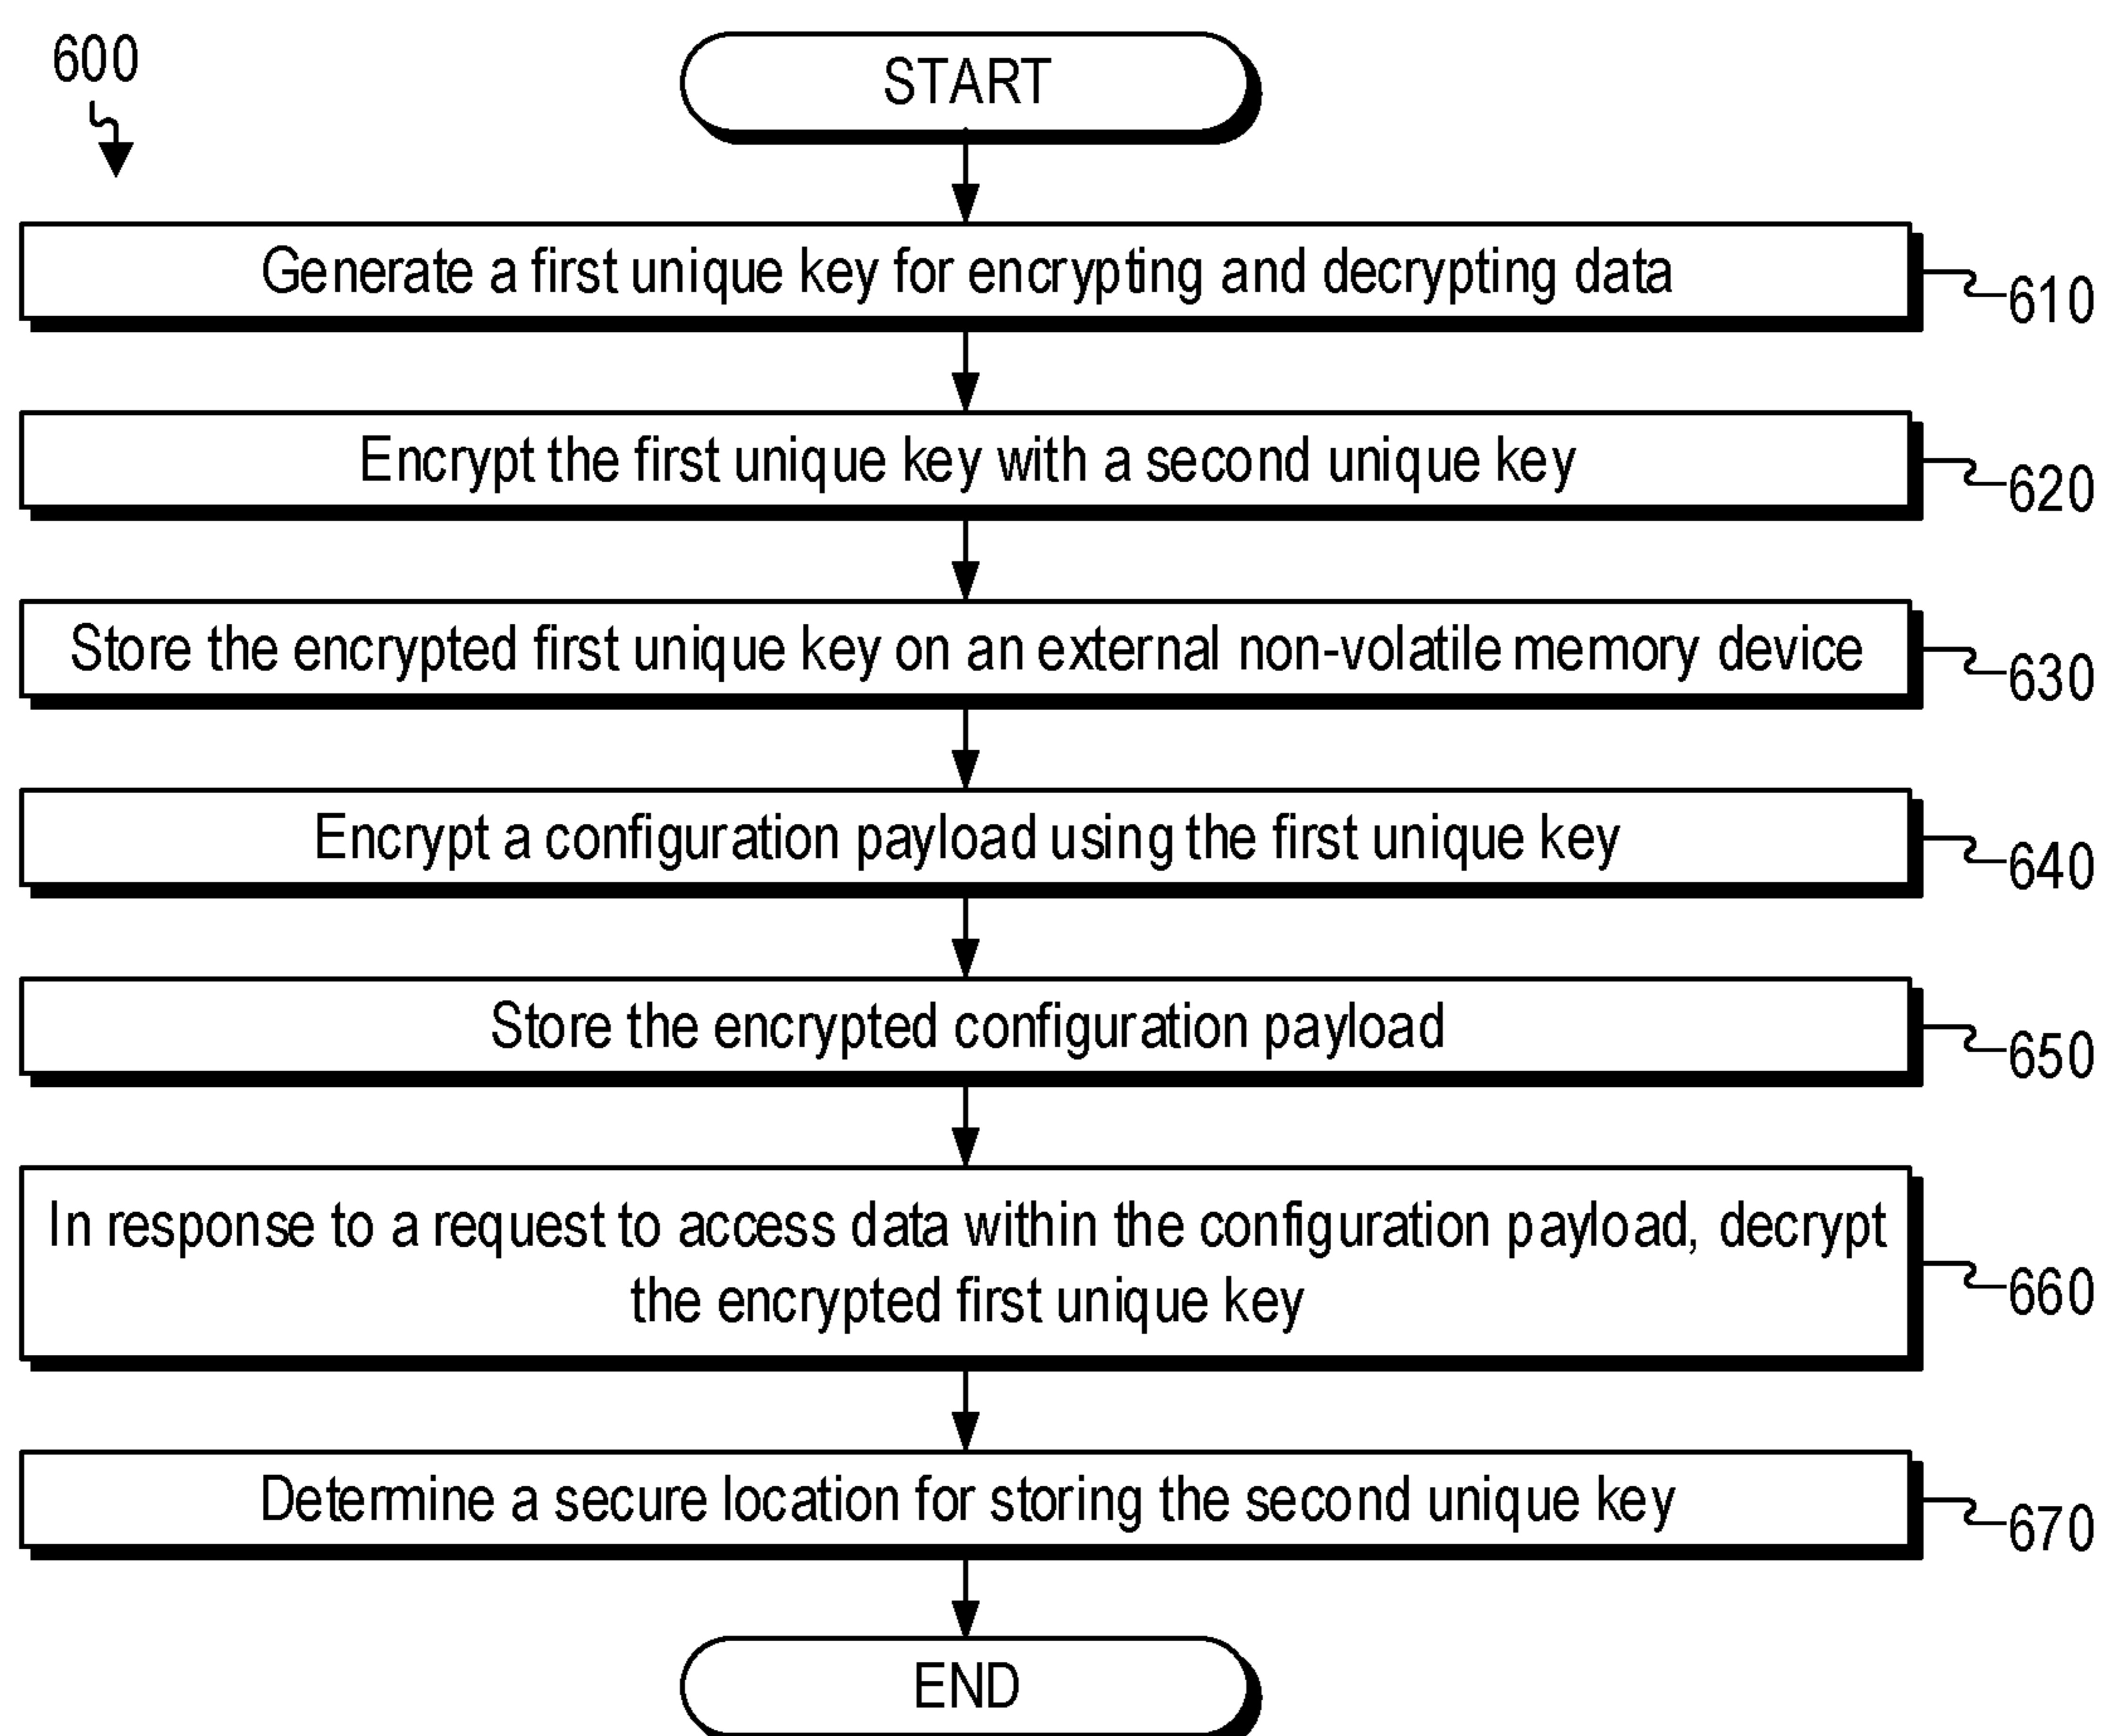 600
START
Generate a first unique key for encrypting and decrypting data
610
Encrypt the first unique key with a second unique key
620
Store the encrypted first unique key on an external non-volatile memory device
630
Encrypt a configuration payload using the first unique key
640
Store the encrypted configuration payload
650
In response to a request to access data within the configuration payload, decrypt
the encrypted first unique key
660
Determine a secure location for storing the second unique key
670
END